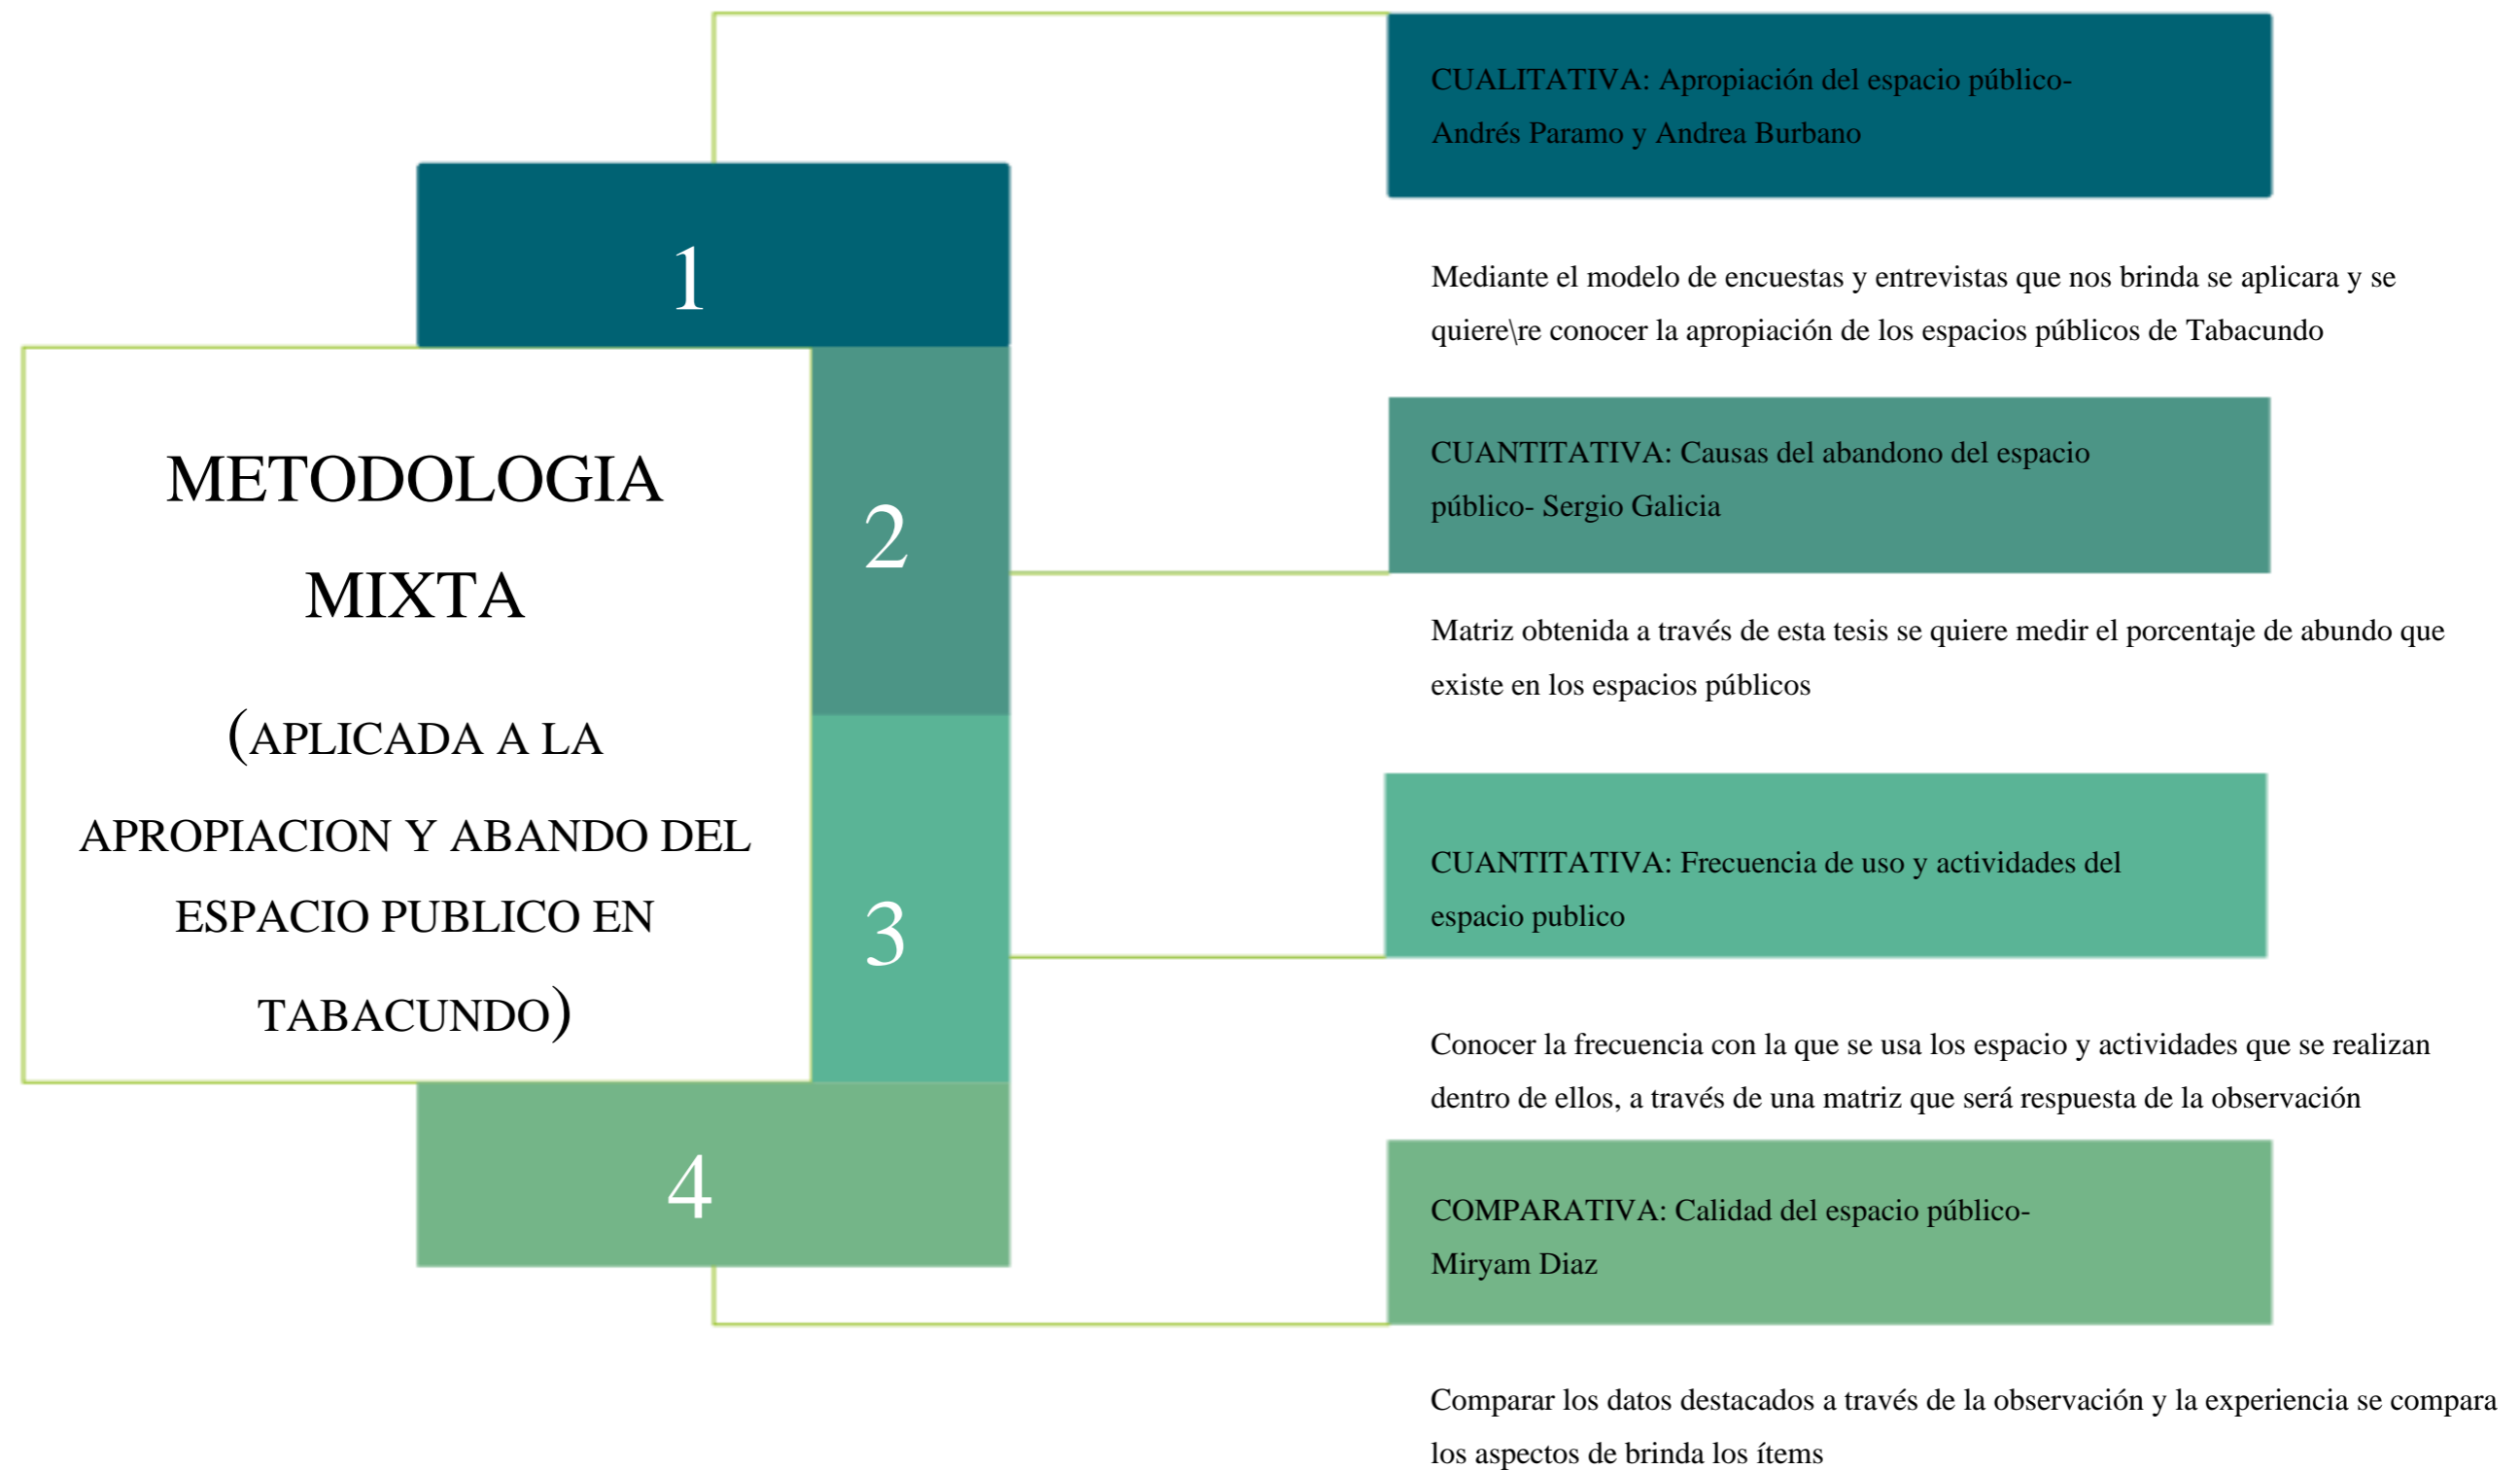 METODOLOGIA
MIXTA
(APLICADA A LA
APROPIACION Y ABANDO DEL
ESPACIO PUBLICO EN
TABACUNDO)
1
CUALITATIVA: Apropiación del espacio público-
Andrés Paramo y Andrea Burbano
Mediante el modelo de encuestas y entrevistas que nos brinda se aplicara y se
quiere\re conocer la apropiación de los espacios públicos de Tabacundo
2
CUANTITATIVA: Causas del abandono del espacio
público- Sergio Galicia
Matriz obtenida a través de esta tesis se quiere medir el porcentaje de abundo que
existe en los espacios públicos
3
CUANTITATIVA: Frecuencia de uso y actividades del
espacio publico
Conocer la frecuencia con la que se usa los espacio y actividades que se realizan
dentro de ellos, a través de una matriz que será respuesta de la observación
4
COMPARATIVA: Calidad del espacio público-
Miryam Diaz
Comparar los datos destacados a través de la observación y la experiencia se compara
los aspectos de brinda los ítems